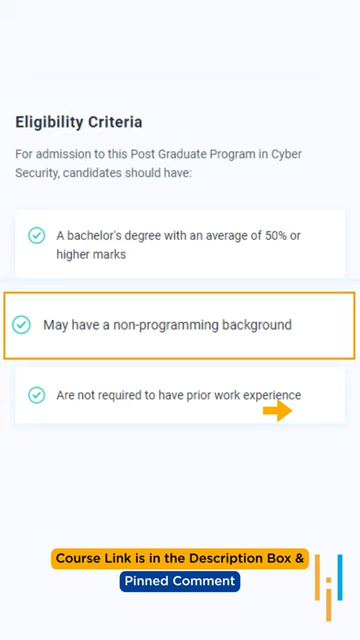 Eligibility Criteria
For admission to this Post Graduate Program in Cyber
Security, candidates should have:
A bachelor's degree with an average of 50% or
higher marks
May have a non-programming background
Are not required to have prior work experience
Course Link is in the Description Box &
Pinned Comment